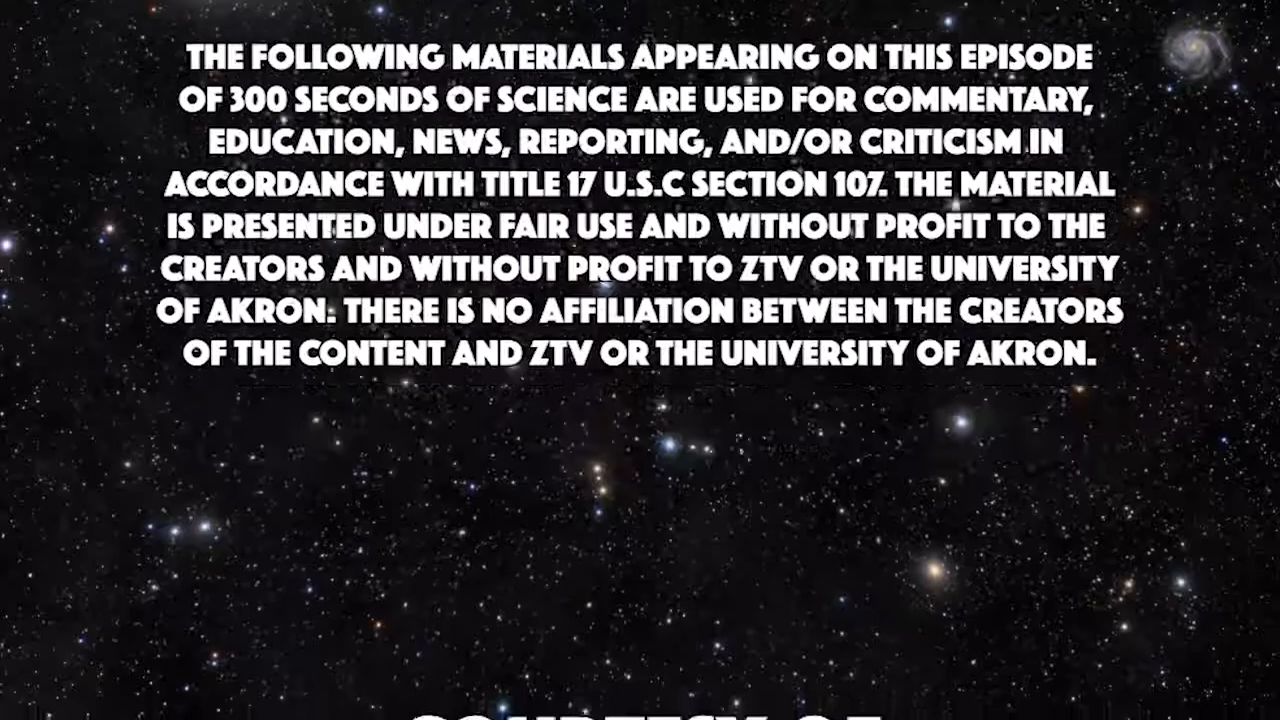 THE FOLLOWING MATERIALS APPEARING ON THIS EPISODE
OF 300 SECONDS OF SCIENCE ARE USED FOR COMMENTARY,
EDUCATION, NEWS, REPORTING, AND/OR CRITICISM IN
ACCORDANCE WITH TITLE 17 U.S.C SECTION 107. THE MATERIAL
IS PRESENTED UNDER FAIR USE AND WITHOUT PROFIT TO THE
CREATORS AND WITHOUT PROFIT TO ZTV OR THE UNIVERSITY
OF AKRON. THERE IS NO AFFILIATION BETWEEN THE CREATORS
OF THE CONTENT AND ZTV OR THE UNIVERSITY OF AKRON.
COURTESY OF